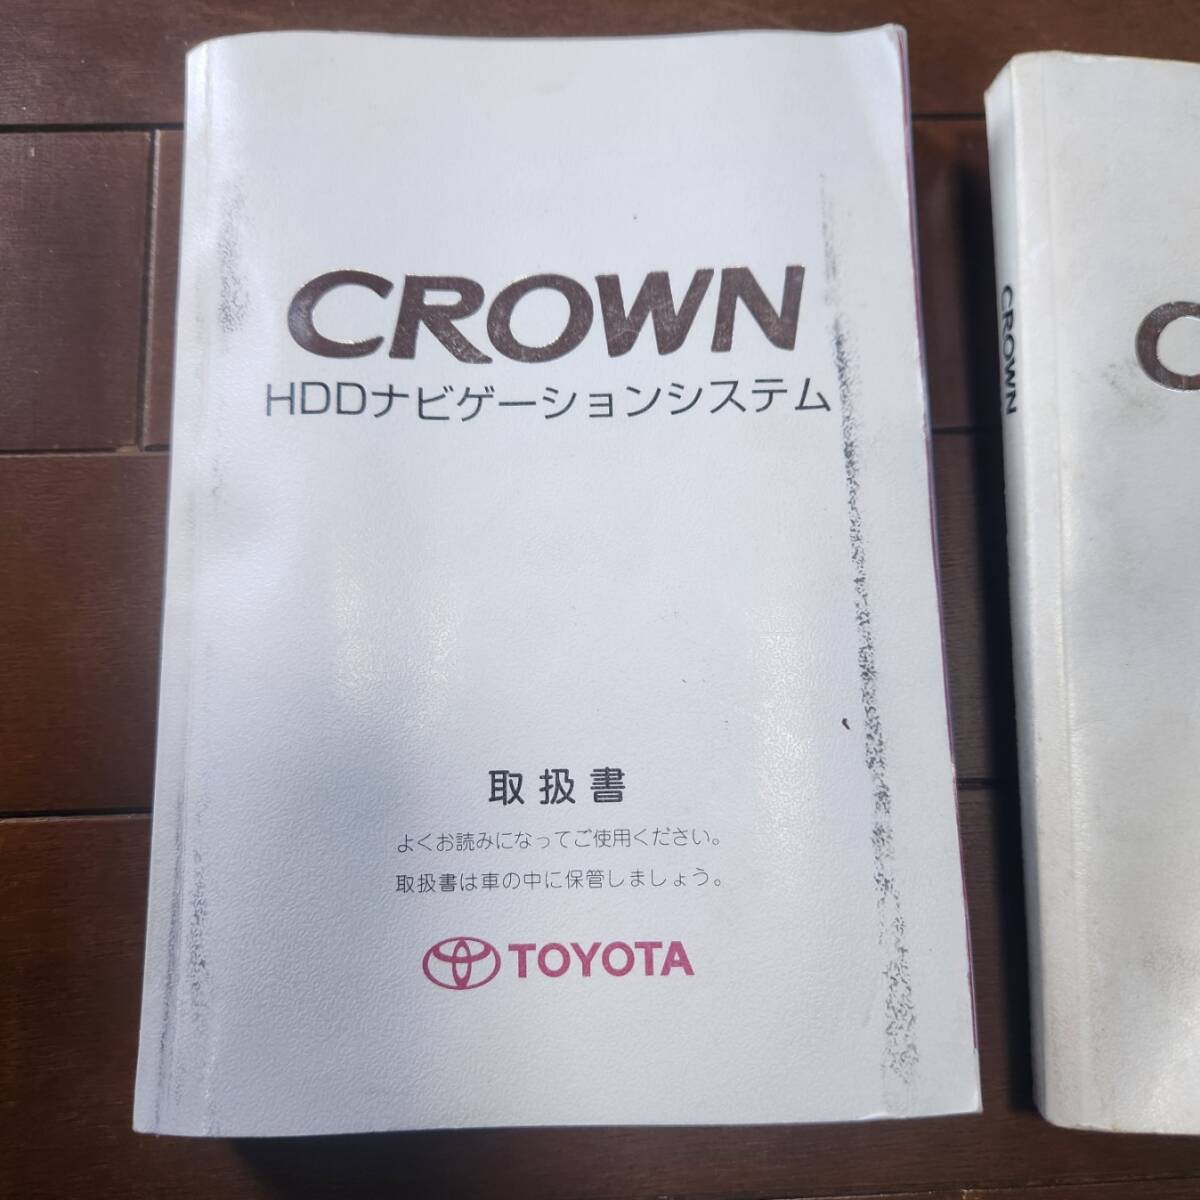 CROWN
HDDナビゲーションシステム
取扱書
よくお読みになってご使用ください。
取扱書は車の中に保管しましょう。
TOYOTA
CROWN
C